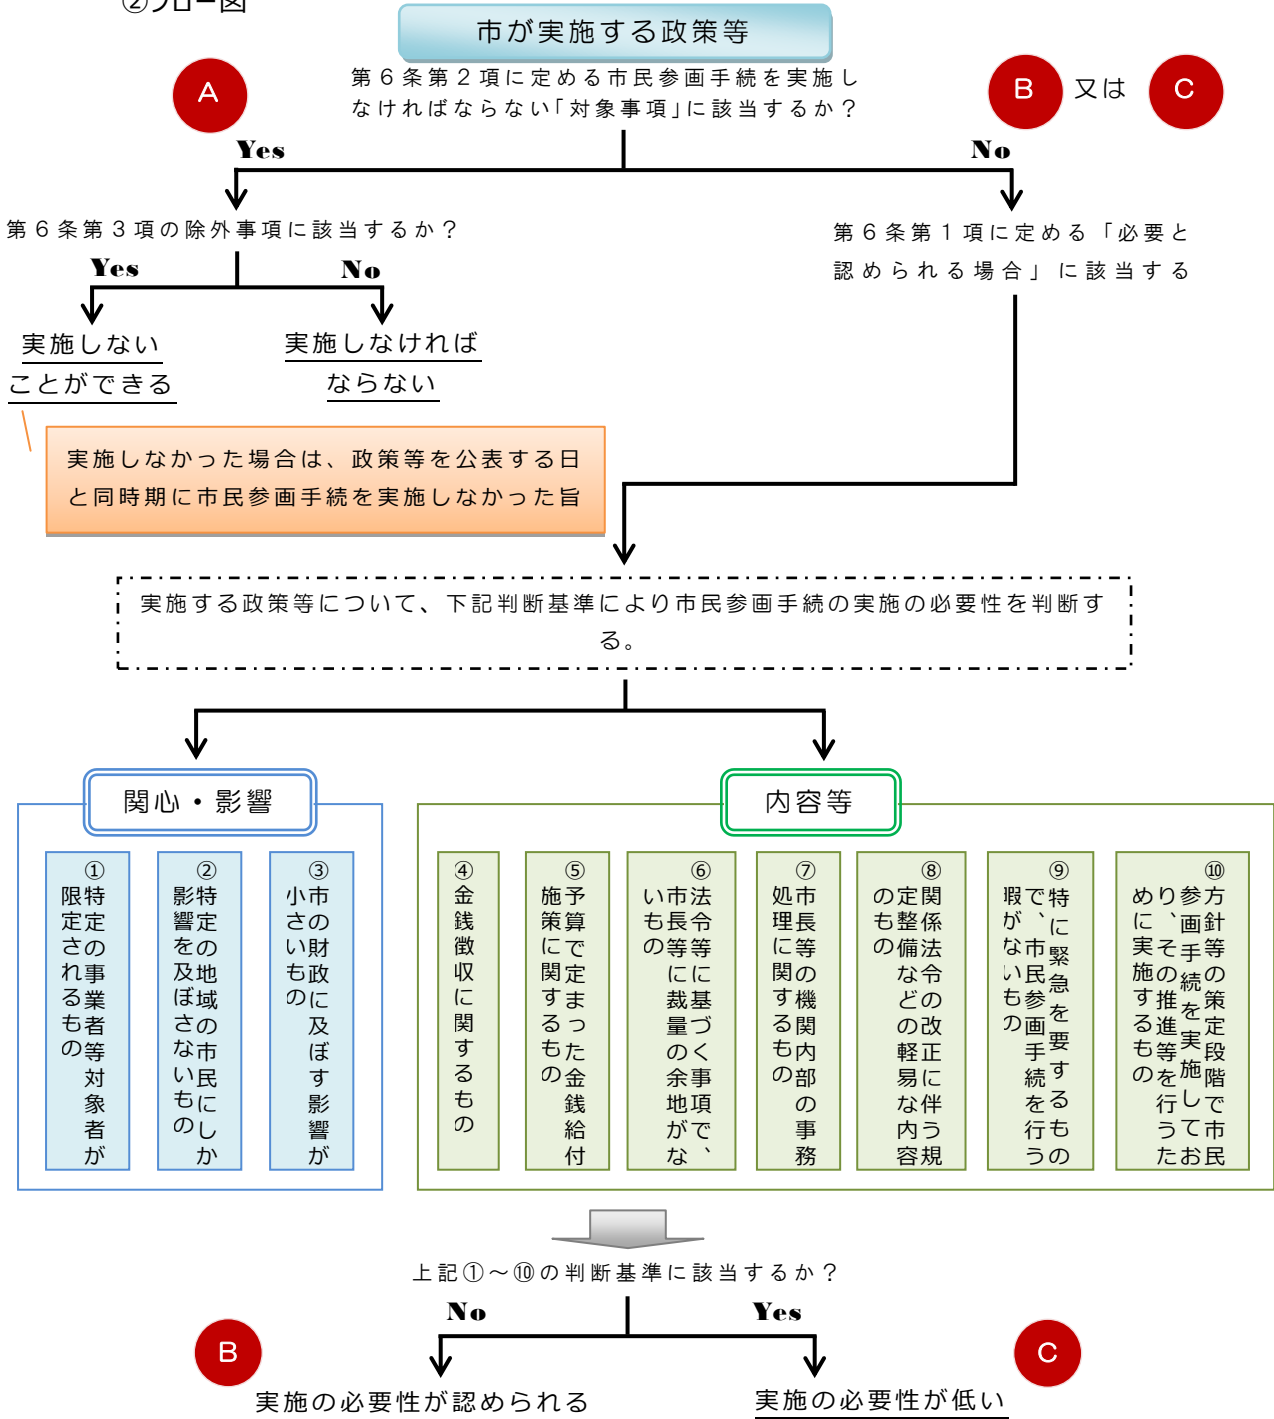 ②フロー図
市が実施する政策等
A
第６条第２項に定める市民参画手続を実施し
なければならない「対象事項」に該当するか？
B 又は C
Yes
No
第６条第３項の除外事項に該当するか？
第６条第１項に定める「必要と
認められる場合」に該当する
Yes
No
実施しない
ことができる
実施しなければ
ならない
実施しなかった場合は、政策等を公表する日
と同時期に市民参画手続を実施しなかった旨
実施する政策等について、下記判断基準により市民参画手続の実施の必要性を判断す
る。
関心・影響
内容等
①特定の事業者等対象者が
限定されるもの
②特定の地域の市民にしか
影響を及ぼさないもの
③市の財政に及ぼす影響が
小さいもの
④金銭徴収に関するもの
⑤予算で定まった金銭給付
施策に関するもの
⑥法令等に基づく事項で、
市長等に裁量の余地がな
いもの
⑦市長等の機関内部の事務
処理に関するもの
⑧関係法令の改正に伴う規
定整備などの軽易な内容
のもの
⑨特に緊急を要するもの
で、市民参画手続を行う
暇がないもの
⑩方針等の策定段階で市民
参画手続を実施してお
り、その推進等を行うた
めに実施するもの
上記①～⑩の判断基準に該当するか？
No
Yes
B
C
実施の必要性が認められる
実施の必要性が低い